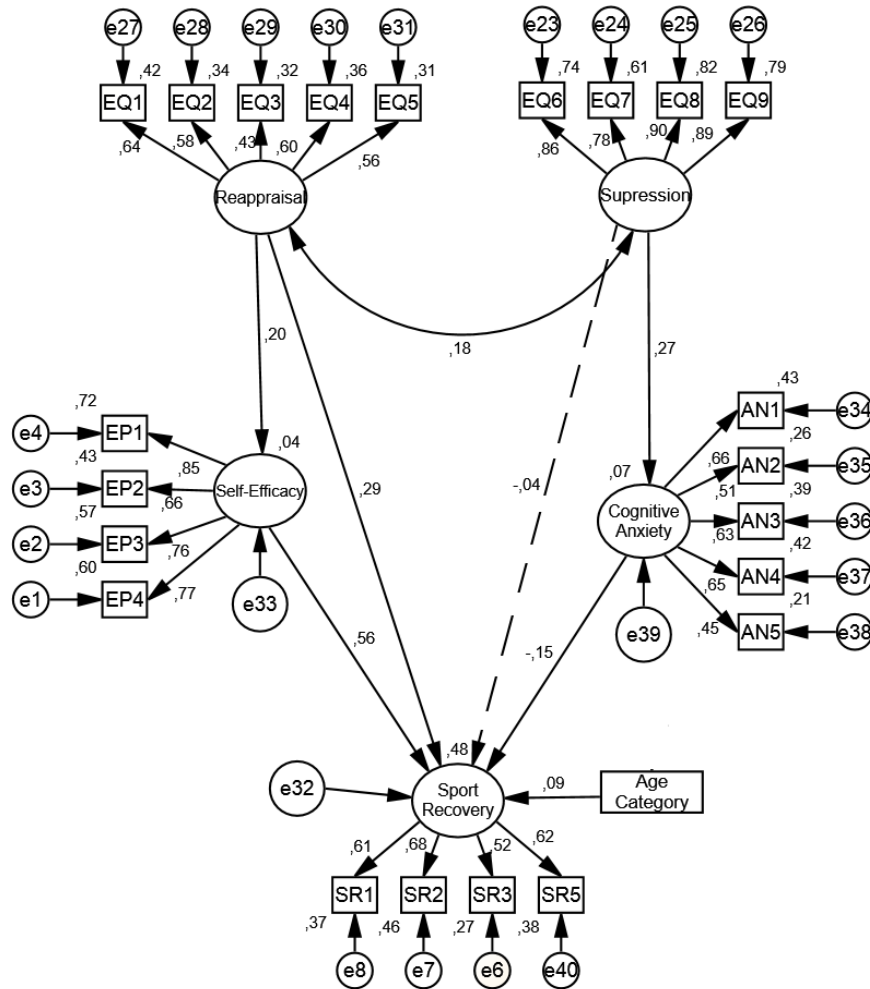 e27 e28 e29 e30 e31 e23 e24 e25 e26
,42 ,34 ,32 ,36 ,31 ,74 ,61 ,82 ,79
EQ1 EQ2 EQ3 EQ4 EQ5 EQ6 EQ7 EQ8 EQ9
,64 ,58 ,43 ,60 ,56 ,86 ,78 ,90 ,89
Reappraisal Supression
,20 ,18 ,27
,72 ,43
e4 EP1 ,04 AN1 e34
,43 ,85 ,26
e3 EP2 ,66 Self-Efficacy ,29 -,04 ,07 ,66 AN2 e35
,57 ,51 ,39
e2 EP3 ,76 Cognitive
Anxiety ,63 AN3 e36
,60 ,42
e1 EP4 ,77 e33 ,65 AN4 e37
,21
e39 ,45 AN5 e38
,56 -,15
,48
e32 Sport
Recovery ,09 Age
Category
,61 ,68 ,52 ,62
SR1 SR2 SR3 SR5
,37 ,46 ,27 ,38
e8 e7 e6 e40